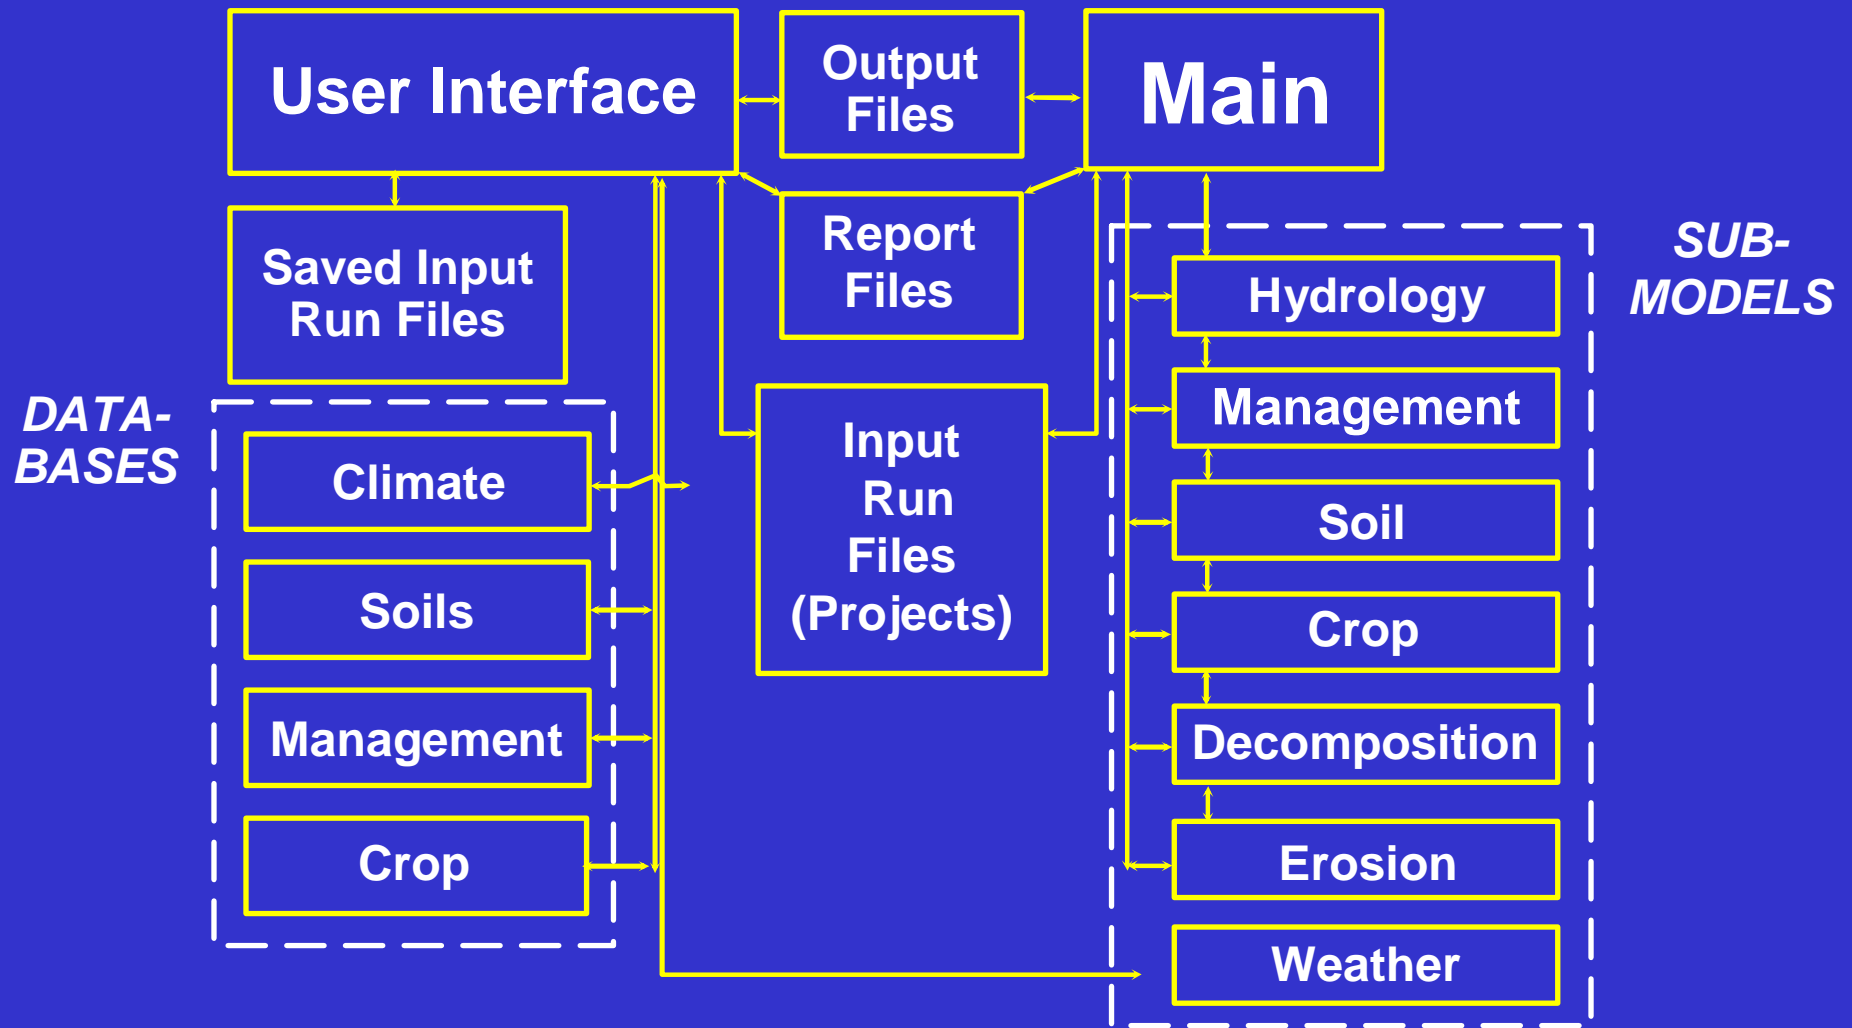 User Interface
Output
Files
Main
Saved Input
Run Files
Report
Files
SUB-
MODELS
DATA-
BASES
Climate
Soils
Management
Crop
Input
Run
Files
(Projects)
Hydrology
Management
Soil
Crop
Decomposition
Erosion
Weather